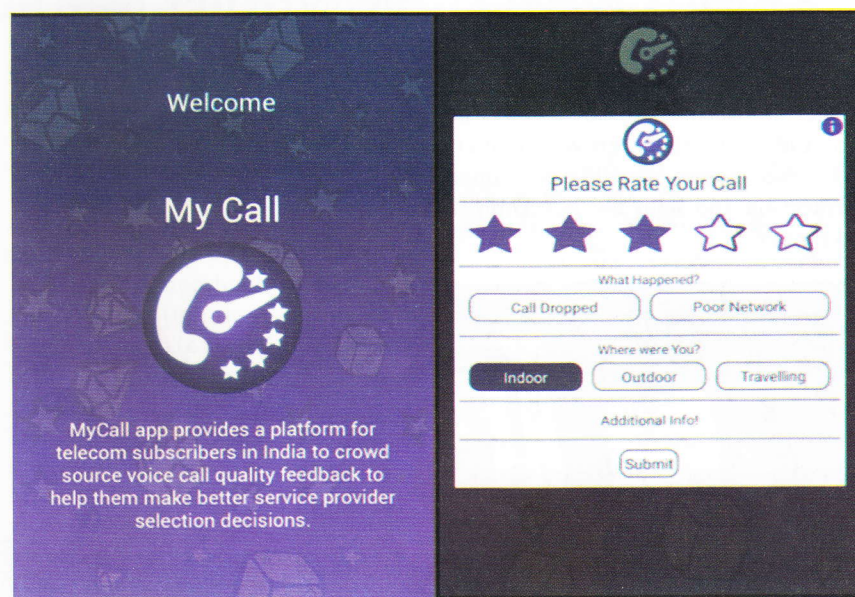 Welcome
My Call
MyCall app provides a platform for
telecom subscribers in India to crowd
source voice call quality feedback to
help them make better service provider
selection decisions.
i
Please Rate Your Call
What Happened?
Call Dropped Poor Network
Where were You?
Indoor Outdoor Travelling
Additional Info!
Submit